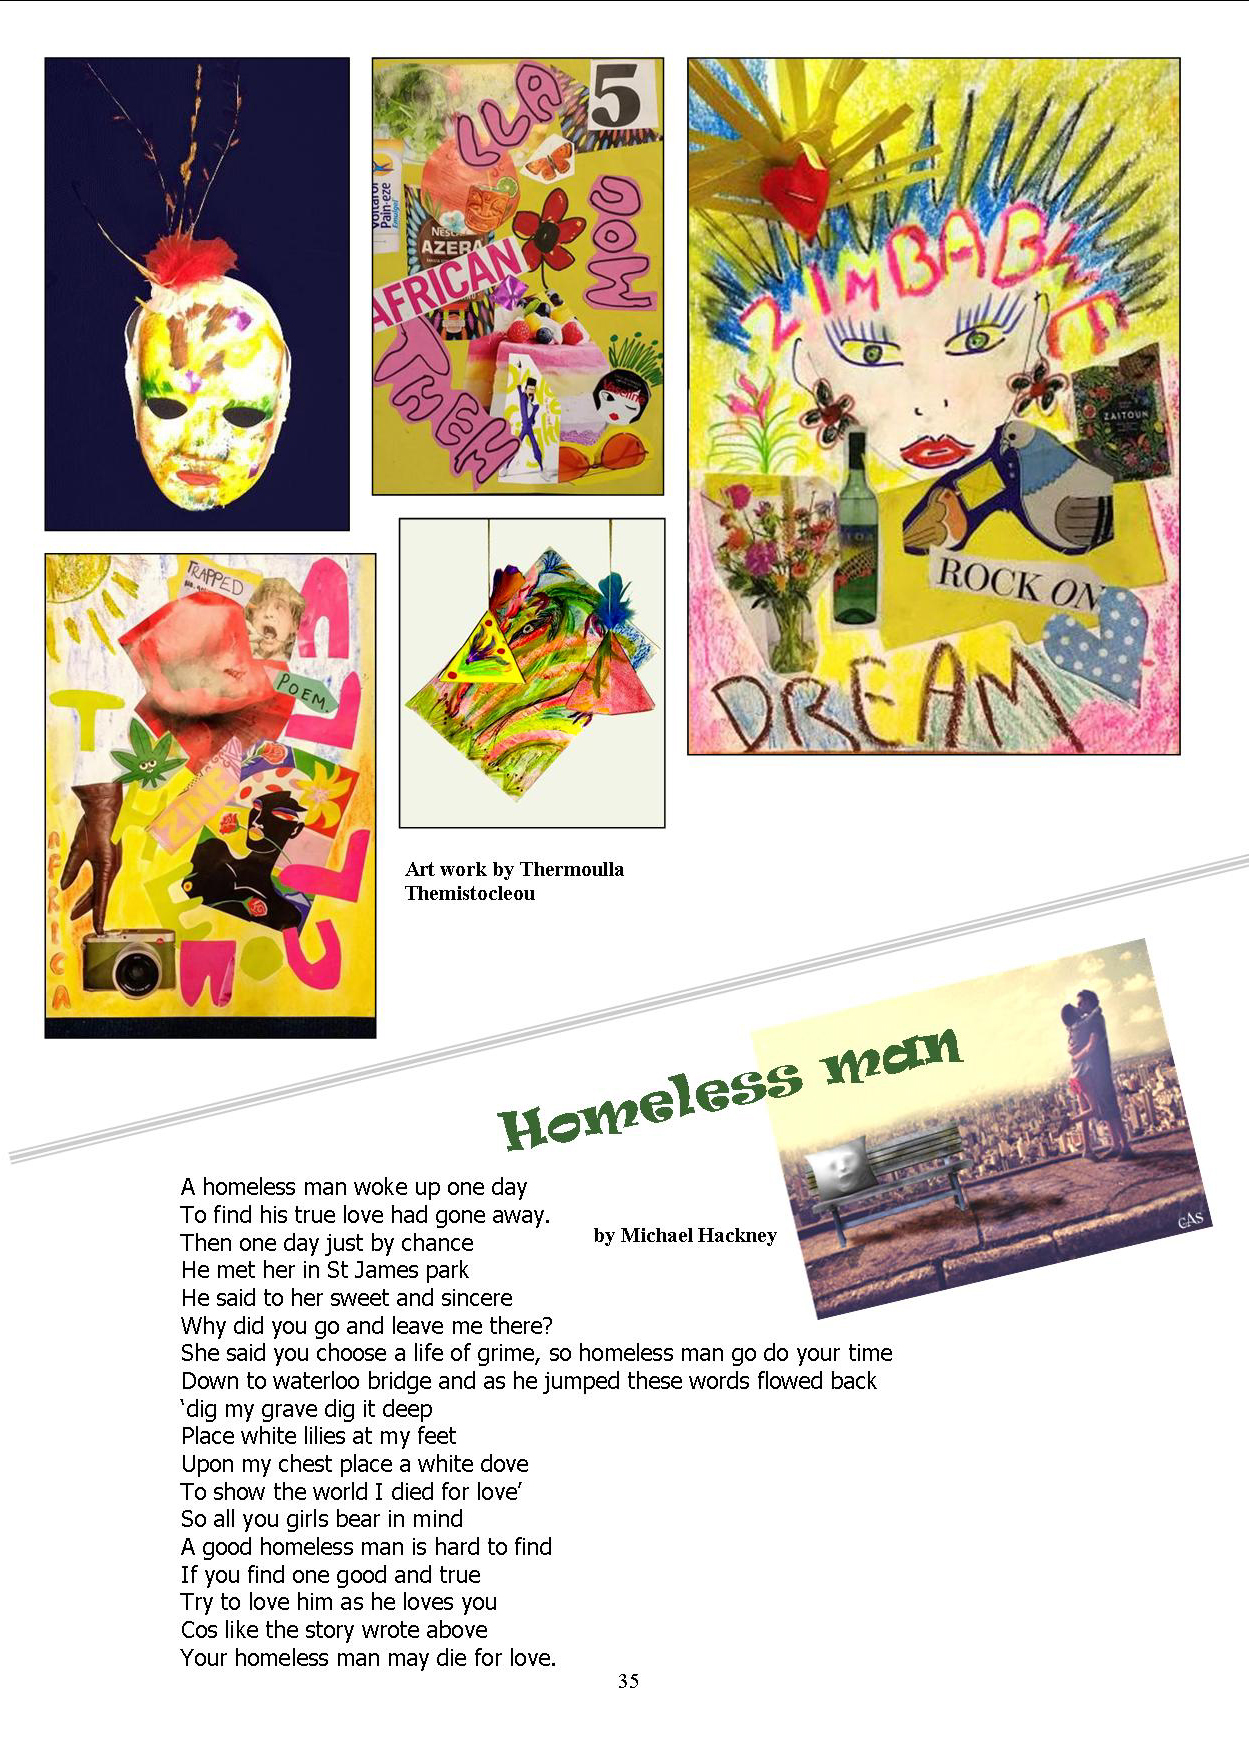 LLA
5
MOU
Voltarol
Pain-eze
Emulgel
NESCAFÉ
AZERA
AFRICAN
THEM
ZIMBABWE
ZAITOUN
ROCK ON
DREAM
TRAPPED
POEM.
ZINE
AFRICA
Art work by Thermoulla
Themistocleou
Homeless man
by Michael Hackney
CAS
A homeless man woke up one day
To find his true love had gone away.
Then one day just by chance
He met her in St James park
He said to her sweet and sincere
Why did you go and leave me there?
She said you choose a life of grime, so homeless man go do your time
Down to waterloo bridge and as he jumped these words flowed back
‘dig my grave dig it deep
Place white lilies at my feet
Upon my chest place a white dove
To show the world I died for love’
So all you girls bear in mind
A good homeless man is hard to find
If you find one good and true
Try to love him as he loves you
Cos like the story wrote above
Your homeless man may die for love.
35